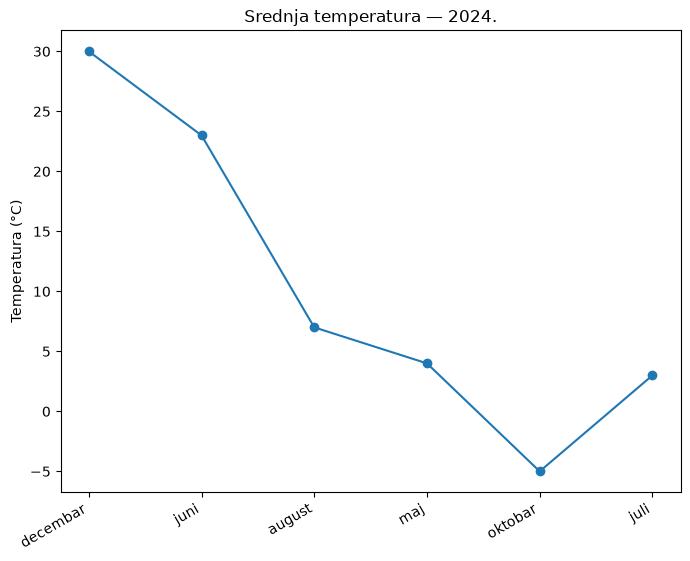 Srednja temperatura — 2024.
Temperatura (°C)
30
25
20
15
10
5
0
−5
decembar
juni
august
maj
oktobar
juli